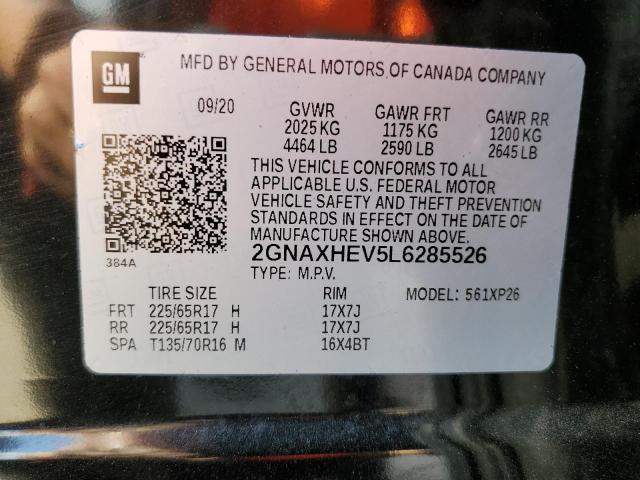 GM
MFD BY GENERAL MOTORS OF CANADA COMPANY
09/20 GVWR GAWR FRT GAWR RR
2025 KG 1175 KG 1200 KG
4464 LB 2590 LB 2645 LB
THIS VEHICLE CONFORMS TO ALL
APPLICABLE U.S. FEDERAL MOTOR
VEHICLE SAFETY AND THEFT PREVENTION
STANDARDS IN EFFECT ON THE DATE OF
MANUFACTURE SHOWN ABOVE.
384A 2GNAXHEV5L6285526
TYPE: M.P.V.
TIRE SIZE RIM MODEL: 561XP26
FRT 225/65R17 H 17X7J
RR 225/65R17 H 17X7J
SPA T135/70R16 M 16X4BT